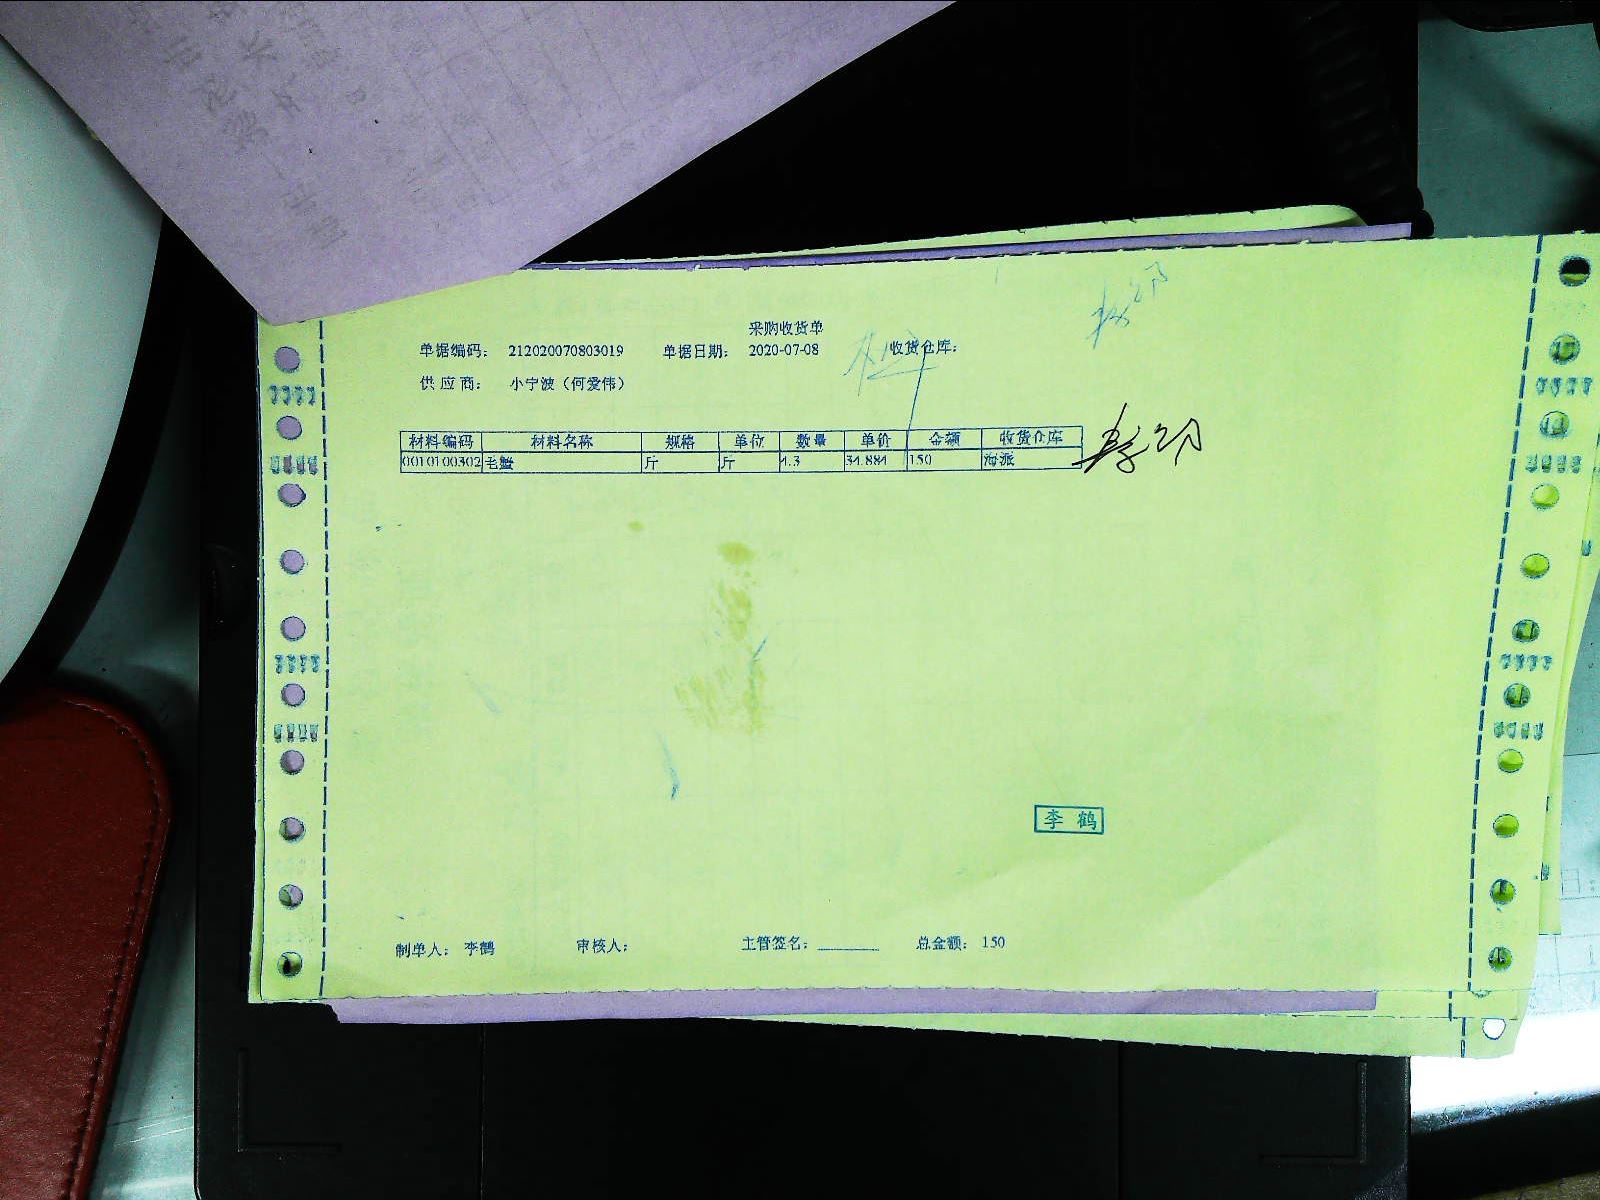 采购收货单
单据编码： 212020070803019 单据日期： 2020-07-08 收货仓库：
供应商： 小宁波（何爱伟）
材料编码 材料名称 规格 单位 数量 单价 金额 收货仓库
0010100302 毛蟹 斤 斤 4.3 34.884 150 海派
李鹤
制单人： 李鹤 审核人： 主管签名： 总金额： 150